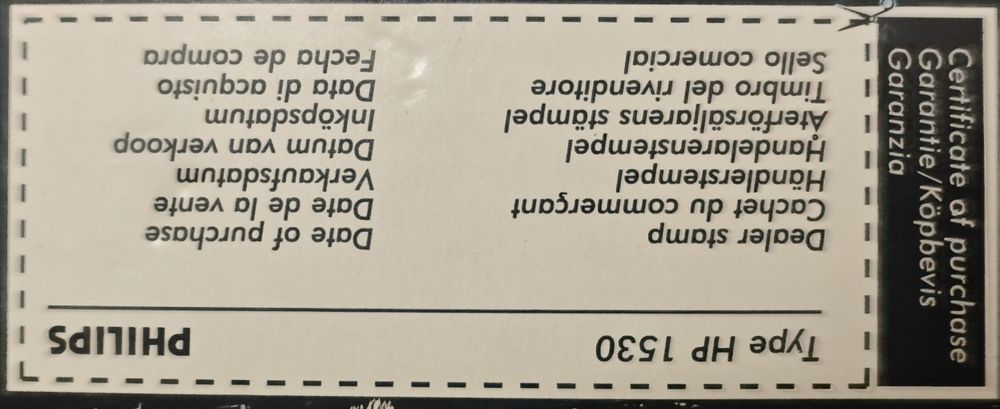 Type HP 1530
PHILIPS
Dealer stamp
Cachet du commerçant
Händlerstempel
Handelarenstempel
Återförsäljarens stämpel
Timbro del rivenditore
Sello comercial
Date of purchase
Date de la vente
Verkaufsdatum
Datum van verkoop
Inköpsdatum
Data di acquisto
Fecha de compra
Certificate of purchase
Garantie/Köpbevis
Garanzia